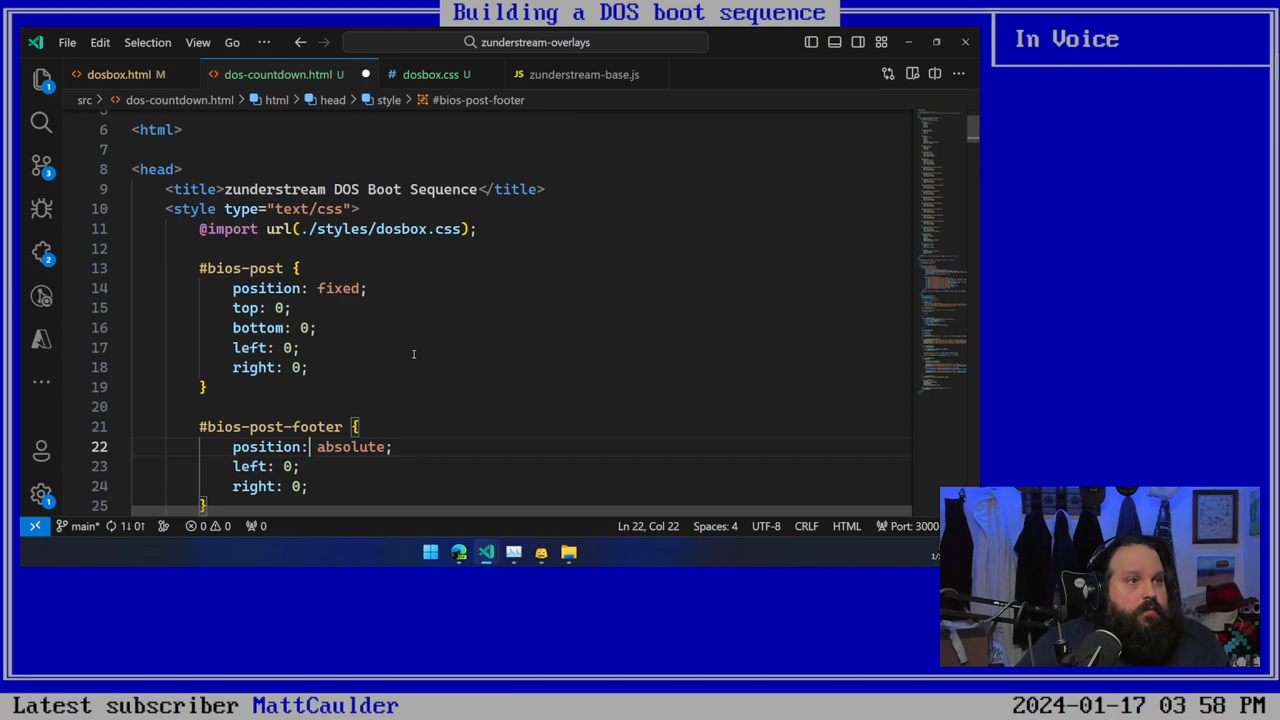 Building a DOS boot sequence
In Voice
File Edit Selection View Go ··· zunderstream-overlays
dosbox.html M dos-countdown.html U dosbox.css U zunderstream-base.js
src > dos-countdown.html > html > head > style > #bios-post-footer
6 <html>
7
8 <head>
9 <title>Zunderstream DOS Boot Sequence</title>
10 <style type="text/css">
11 @import url(./styles/dosbox.css);
12
13 #bios-post {
14 position: fixed;
15 top: 0;
16 bottom: 0;
17 left: 0;
18 right: 0;
19 }
20
21 #bios-post-footer {
22 position: absolute;
23 left: 0;
24 right: 0;
25 }
main* 1 0 0 0 Ln 22, Col 22 Spaces: 4 UTF-8 CRLF HTML Port: 3000
Latest subscriber MattCaulder
2024-01-17 03 58 PM